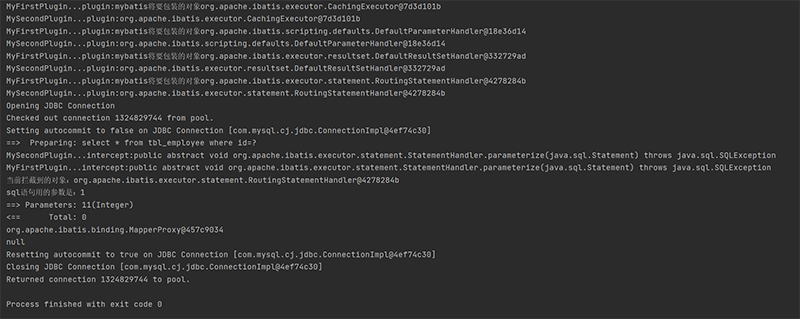 MyFirstPlugin...plugin:mybatis将要包装的对象org.apache.ibatis.executor.CachingExecutor@7d3d101b
MySecondPlugin...plugin:org.apache.ibatis.executor.CachingExecutor@7d3d101b
MyFirstPlugin...plugin:mybatis将要包装的对象org.apache.ibatis.scripting.defaults.DefaultParameterHandler@18e36d14
MySecondPlugin...plugin:org.apache.ibatis.scripting.defaults.DefaultParameterHandler@18e36d14
MyFirstPlugin...plugin:mybatis将要包装的对象org.apache.ibatis.executor.resultset.DefaultResultSetHandler@332729ad
MySecondPlugin...plugin:org.apache.ibatis.executor.resultset.DefaultResultSetHandler@332729ad
MyFirstPlugin...plugin:mybatis将要包装的对象org.apache.ibatis.executor.statement.RoutingStatementHandler@4278284b
MySecondPlugin...plugin:org.apache.ibatis.executor.statement.RoutingStatementHandler@4278284b
Opening JDBC Connection
Checked out connection 1324829744 from pool.
Setting autocommit to false on JDBC Connection [com.mysql.cj.jdbc.ConnectionImpl@4ef74c30]
==>  Preparing: select * from tbl_employee where id=?
MySecondPlugin...intercept:public abstract void org.apache.ibatis.executor.statement.StatementHandler.parameterize(java.sql.Statement) throws java.sql.SQLException
MyFirstPlugin...intercept:public abstract void org.apache.ibatis.executor.statement.StatementHandler.parameterize(java.sql.Statement) throws java.sql.SQLException
当前拦截到的对象：org.apache.ibatis.executor.statement.RoutingStatementHandler@4278284b
sql语句用的参数是：1
==> Parameters: 11(Integer)
<==      Total: 0
org.apache.ibatis.binding.MapperProxy@457c9034
null
Resetting autocommit to true on JDBC Connection [com.mysql.cj.jdbc.ConnectionImpl@4ef74c30]
Closing JDBC Connection [com.mysql.cj.jdbc.ConnectionImpl@4ef74c30]
Returned connection 1324829744 to pool.
Process finished with exit code 0